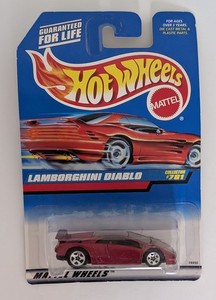 GUARANTEED
FOR LIFE
FOR AGES
OVER 3 YEARS
DIE CAST METAL &
PLASTIC PARTS
HOT WHEELS
MATTEL
LAMBORGHINI DIABLO
COLLECTOR
#781
WHEELS